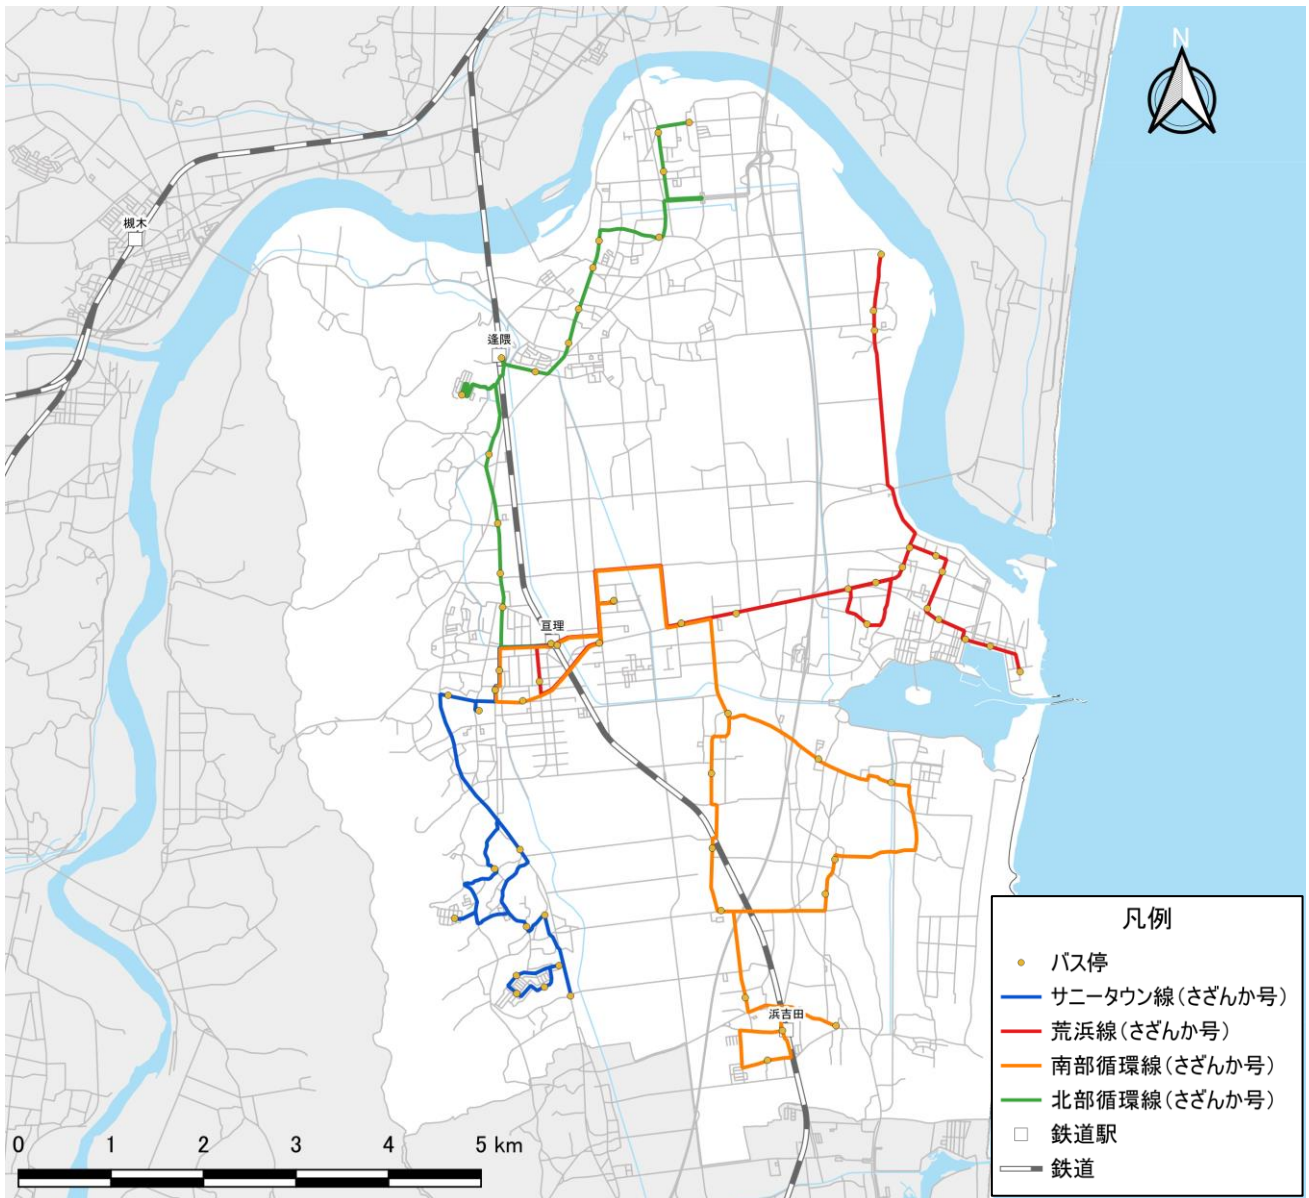 N
槻木
逢隈
亘理
浜吉田
凡例
バス停
サニータウン線(さざんか号)
荒浜線(さざんか号)
南部循環線(さざんか号)
北部循環線(さざんか号)
鉄道駅
鉄道
0 1 2 3 4 5 km